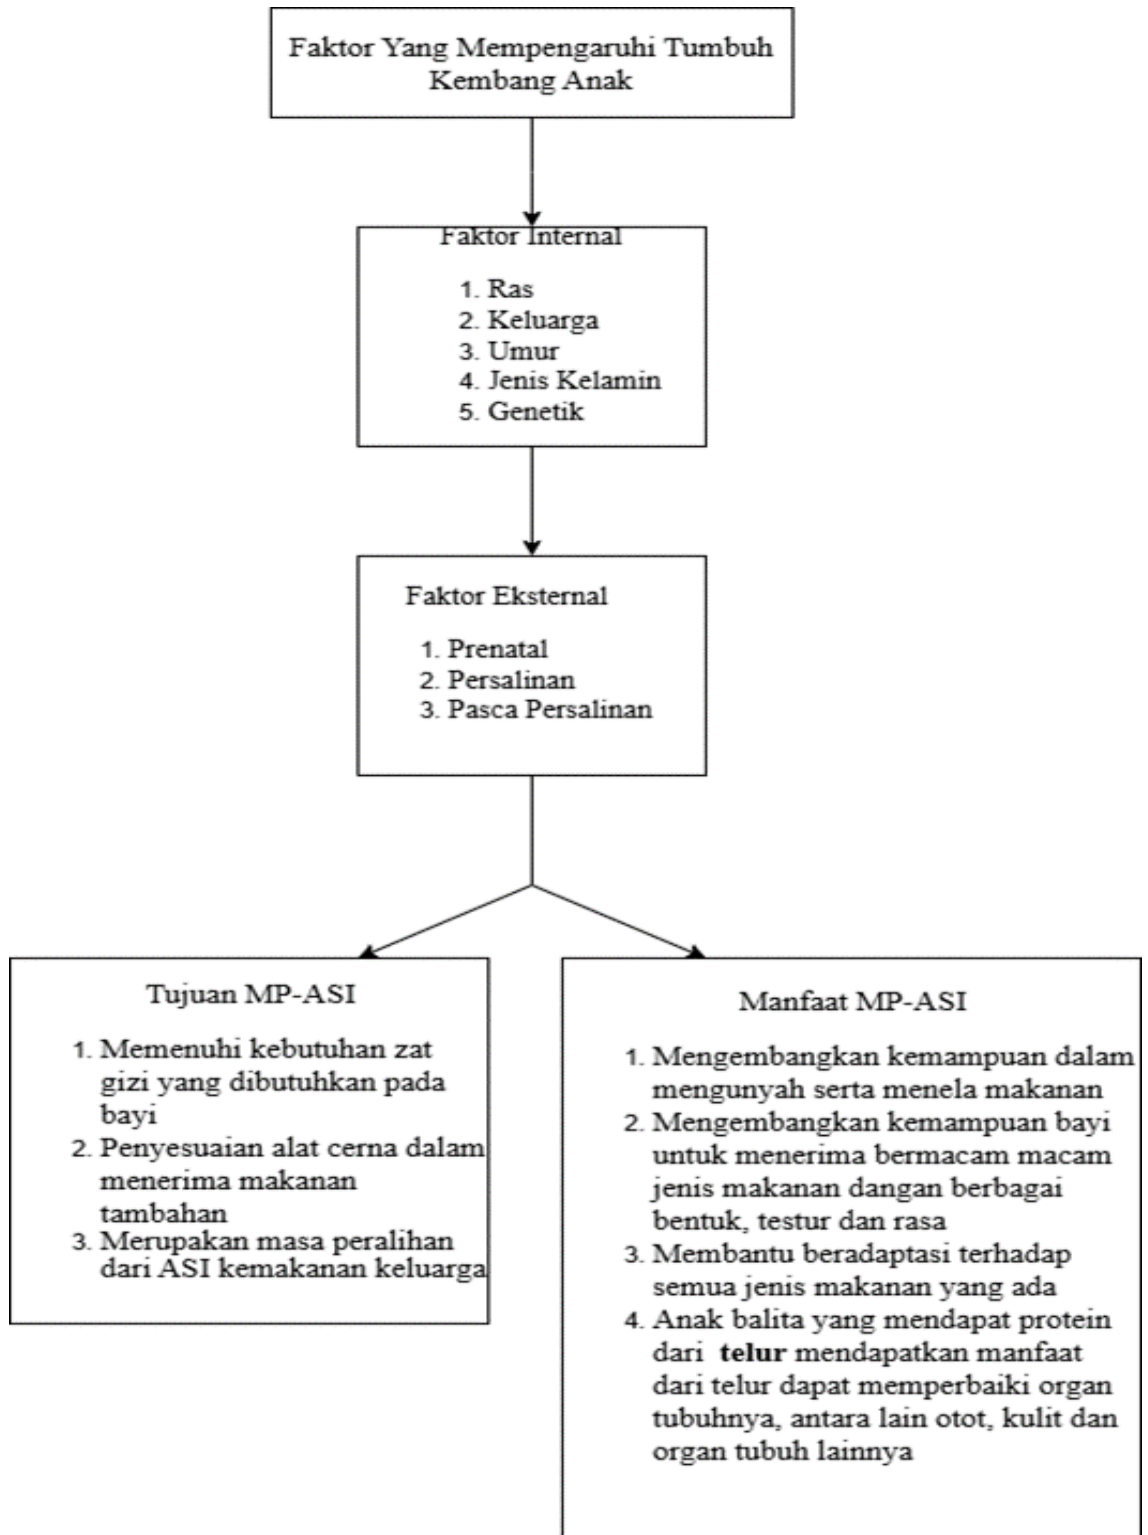 Faktor Yang Mempengaruhi Tumbuh
Kembang Anak
Faktor Internal
1. Ras
2. Keluarga
3. Umur
4. Jenis Kelamin
5. Genetik
Faktor Eksternal
1. Prenatal
2. Persalinan
3. Pasca Persalinan
Tujuan MP-ASI
1. Memenuhi kebutuhan zat
gizi yang dibutuhkan pada
bayi
2. Penyesuaian alat cerna dalam
menerima makanan
tambahan
3. Merupakan masa peralihan
dari ASI kemakanan keluarga
Manfaat MP-ASI
1. Mengembangkan kemampuan dalam
mengunyah serta menela makanan
2. Mengembangkan kemampuan bayi
untuk menerima bermacam macam
jenis makanan dangan berbagai
bentuk, testur dan rasa
3. Membantu beradaptasi terhadap
semua jenis makanan yang ada
4. Anak balita yang mendapat protein
dari telur mendapatkan manfaat
dari telur dapat memperbaiki organ
tubuhnya, antara lain otot, kulit dan
organ tubuh lainnya